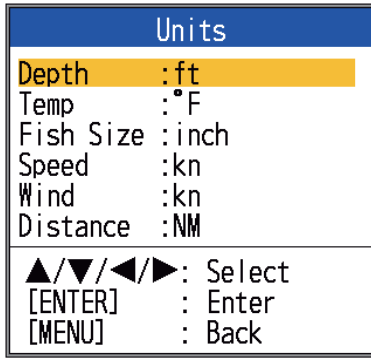 Units
Depth :ft
Temp :°F
Fish Size :inch
Speed :kn
Wind :kn
Distance :NM
▲/▼/◀/▶: Select
[ENTER] : Enter
[MENU] : Back